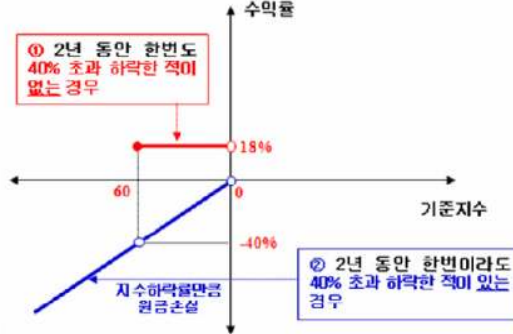 수익률
① 2년 동안 한번도
40% 초과 하락한 적이
없는 경우
18%
60
0
기준지수
-40%
② 2년 동안 한번이라도
40% 초과 하락한 적이 있는
경우
지수하락률만큼
원금손실